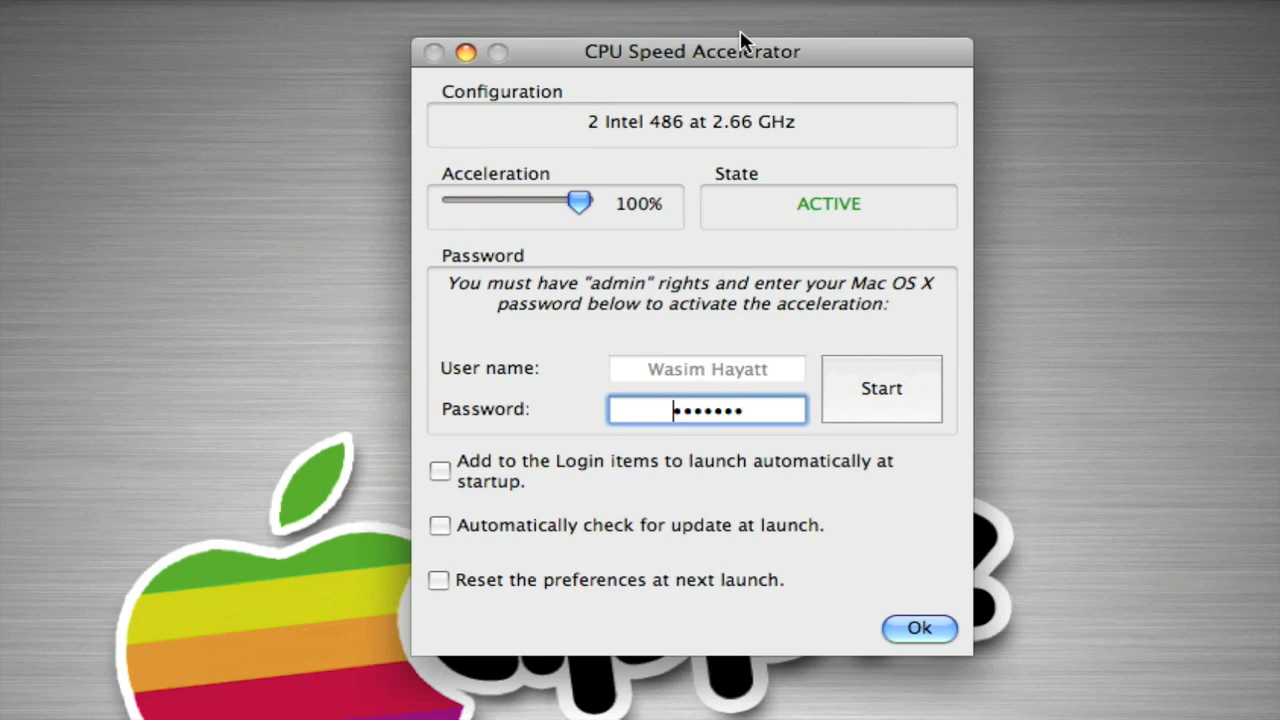 CPU Speed Accelerator
Configuration
2 Intel 486 at 2.66 GHz
Acceleration
State
100%
ACTIVE
Password
You must have "admin" rights and enter your Mac OS X
password below to activate the acceleration:
User name:
Wasim Hayatt
Start
Password:
•••••••
Add to the Login items to launch automatically at
startup.
Automatically check for update at launch.
Reset the preferences at next launch.
Ok